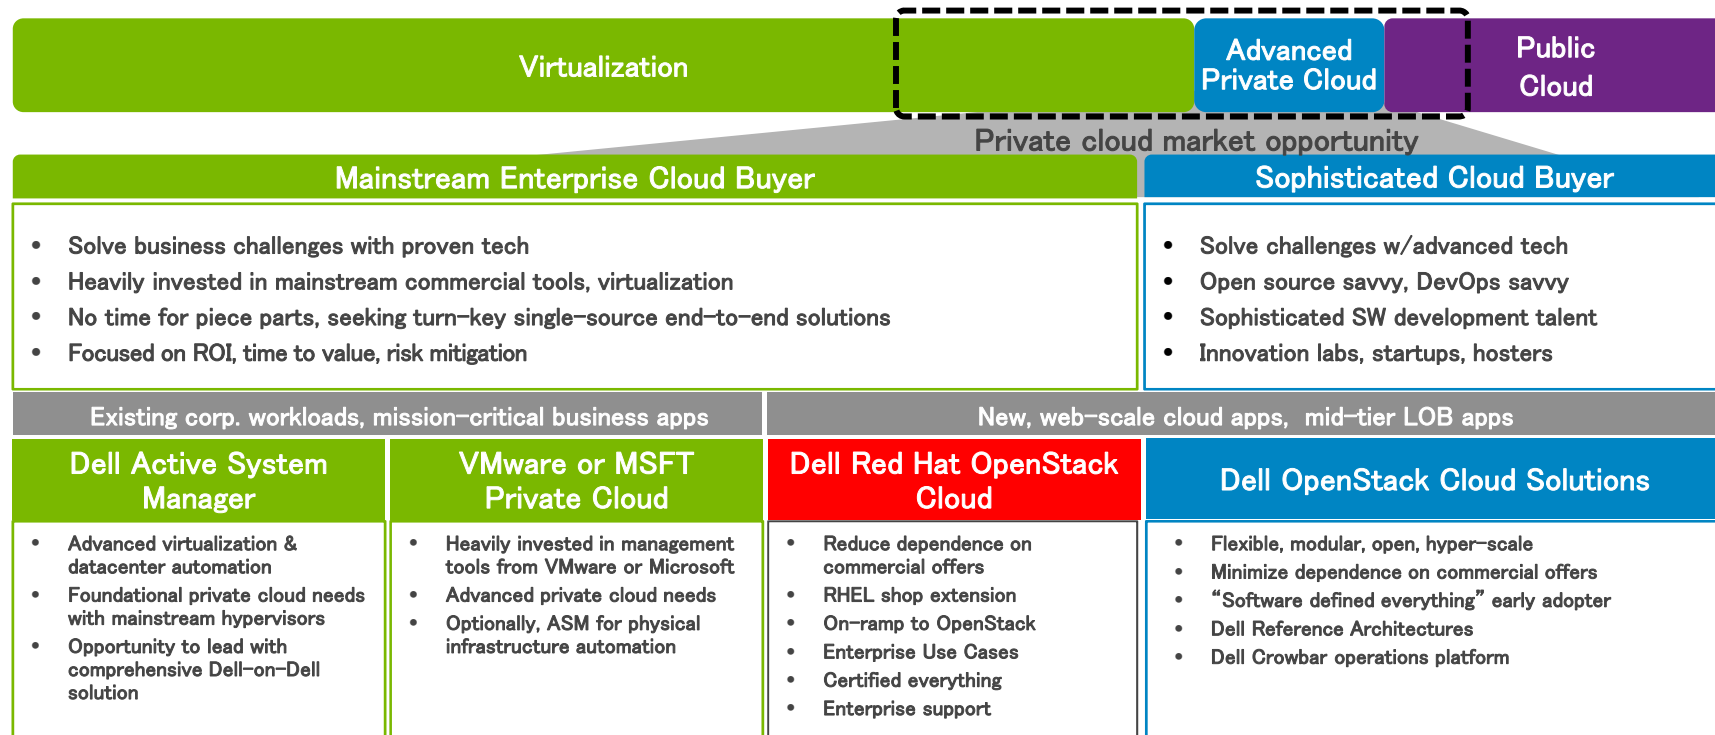 Virtualization
Advanced
Private Cloud
Public
Cloud
Private cloud market opportunity
Mainstream Enterprise Cloud Buyer
• Solve business challenges with proven tech
• Heavily invested in mainstream commercial tools, virtualization
• No time for piece parts, seeking turn-key single-source end-to-end solutions
• Focused on ROI, time to value, risk mitigation
Sophisticated Cloud Buyer
• Solve challenges w/advanced tech
• Open source savvy, DevOps savvy
• Sophisticated SW development talent
• Innovation labs, startups, hosters
Existing corp. workloads, mission-critical business apps
New, web-scale cloud apps, mid-tier LOB apps
Dell Active System
Manager
• Advanced virtualization &
datacenter automation
• Foundational private cloud needs
with mainstream hypervisors
• Opportunity to lead with
comprehensive Dell-on-Dell
solution
VMware or MSFT
Private Cloud
• Heavily invested in management
tools from VMware or Microsoft
• Advanced private cloud needs
• Optionally, ASM for physical
infrastructure automation
Dell Red Hat OpenStack
Cloud
• Reduce dependence on
commercial offers
• RHEL shop extension
• On-ramp to OpenStack
• Enterprise Use Cases
• Certified everything
• Enterprise support
Dell OpenStack Cloud Solutions
• Flexible, modular, open, hyper-scale
• Minimize dependence on commercial offers
• “Software defined everything” early adopter
• Dell Reference Architectures
• Dell Crowbar operations platform